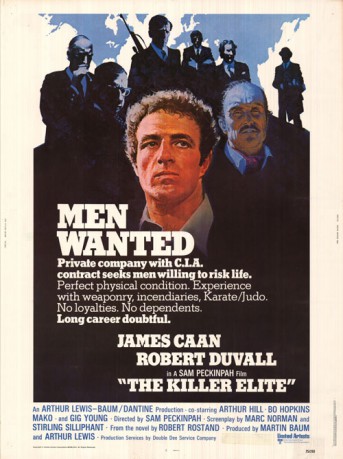 MEN
WANTED
Private company with C.I.A.
contract seeks men willing to risk life.
Perfect physical condition. Experience
with weaponry, incendiaries, Karate/Judo.
No loyalties. No dependents.
Long career doubtful.
JAMES CAAN
ROBERT DUVALL
in A SAM PECKINPAH Film
"THE KILLER ELITE"
An ARTHUR LEWIS-BAUM/DANTINE Production · co-starring ARTHUR HILL · BO HOPKINS
MAKO · and GIG YOUNG · Directed by SAM PECKINPAH · Screenplay by MARC NORMAN and
STIRLING SILLIPHANT · From the novel by ROBERT ROSTAND · Produced by MARTIN BAUM
and ARTHUR LEWIS · Production Services by Double Dee Service Company
United Artists
PG